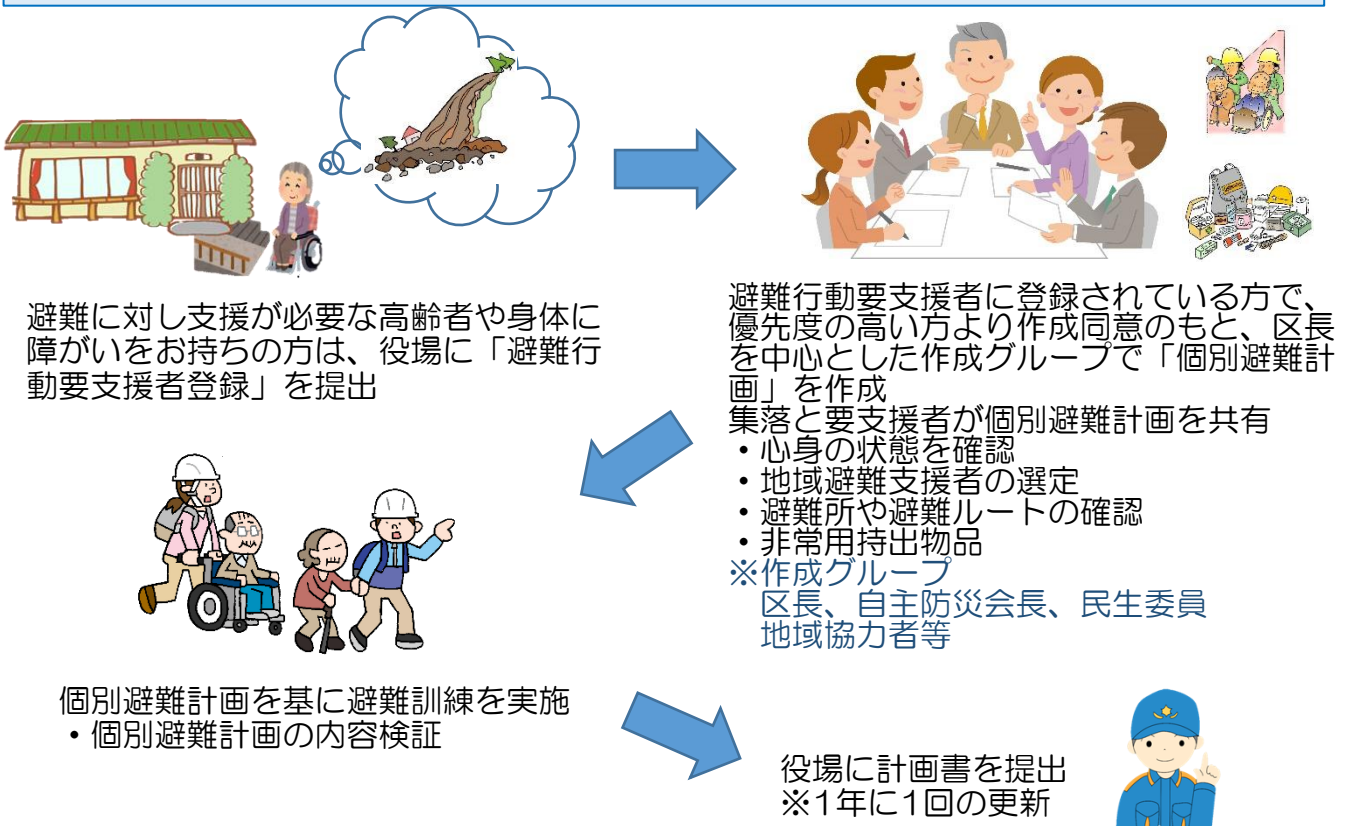 避難に対し支援が必要な高齢者や身体に
障がいをお持ちの方は、役場に「避難行
動要支援者登録」を提出
避難行動要支援者に登録されている方で、
優先度の高い方より作成同意のもと、区長
を中心とした作成グループで「個別避難計
画」を作成
集落と要支援者が個別避難計画を共有
・心身の状態を確認
・地域避難支援者の選定
・避難所や避難ルートの確認
・非常用持出物品
※作成グループ
区長、自主防災会長、民生委員
地域協力者等
個別避難計画を基に避難訓練を実施
・個別避難計画の内容検証
役場に計画書を提出
※1年に1回の更新